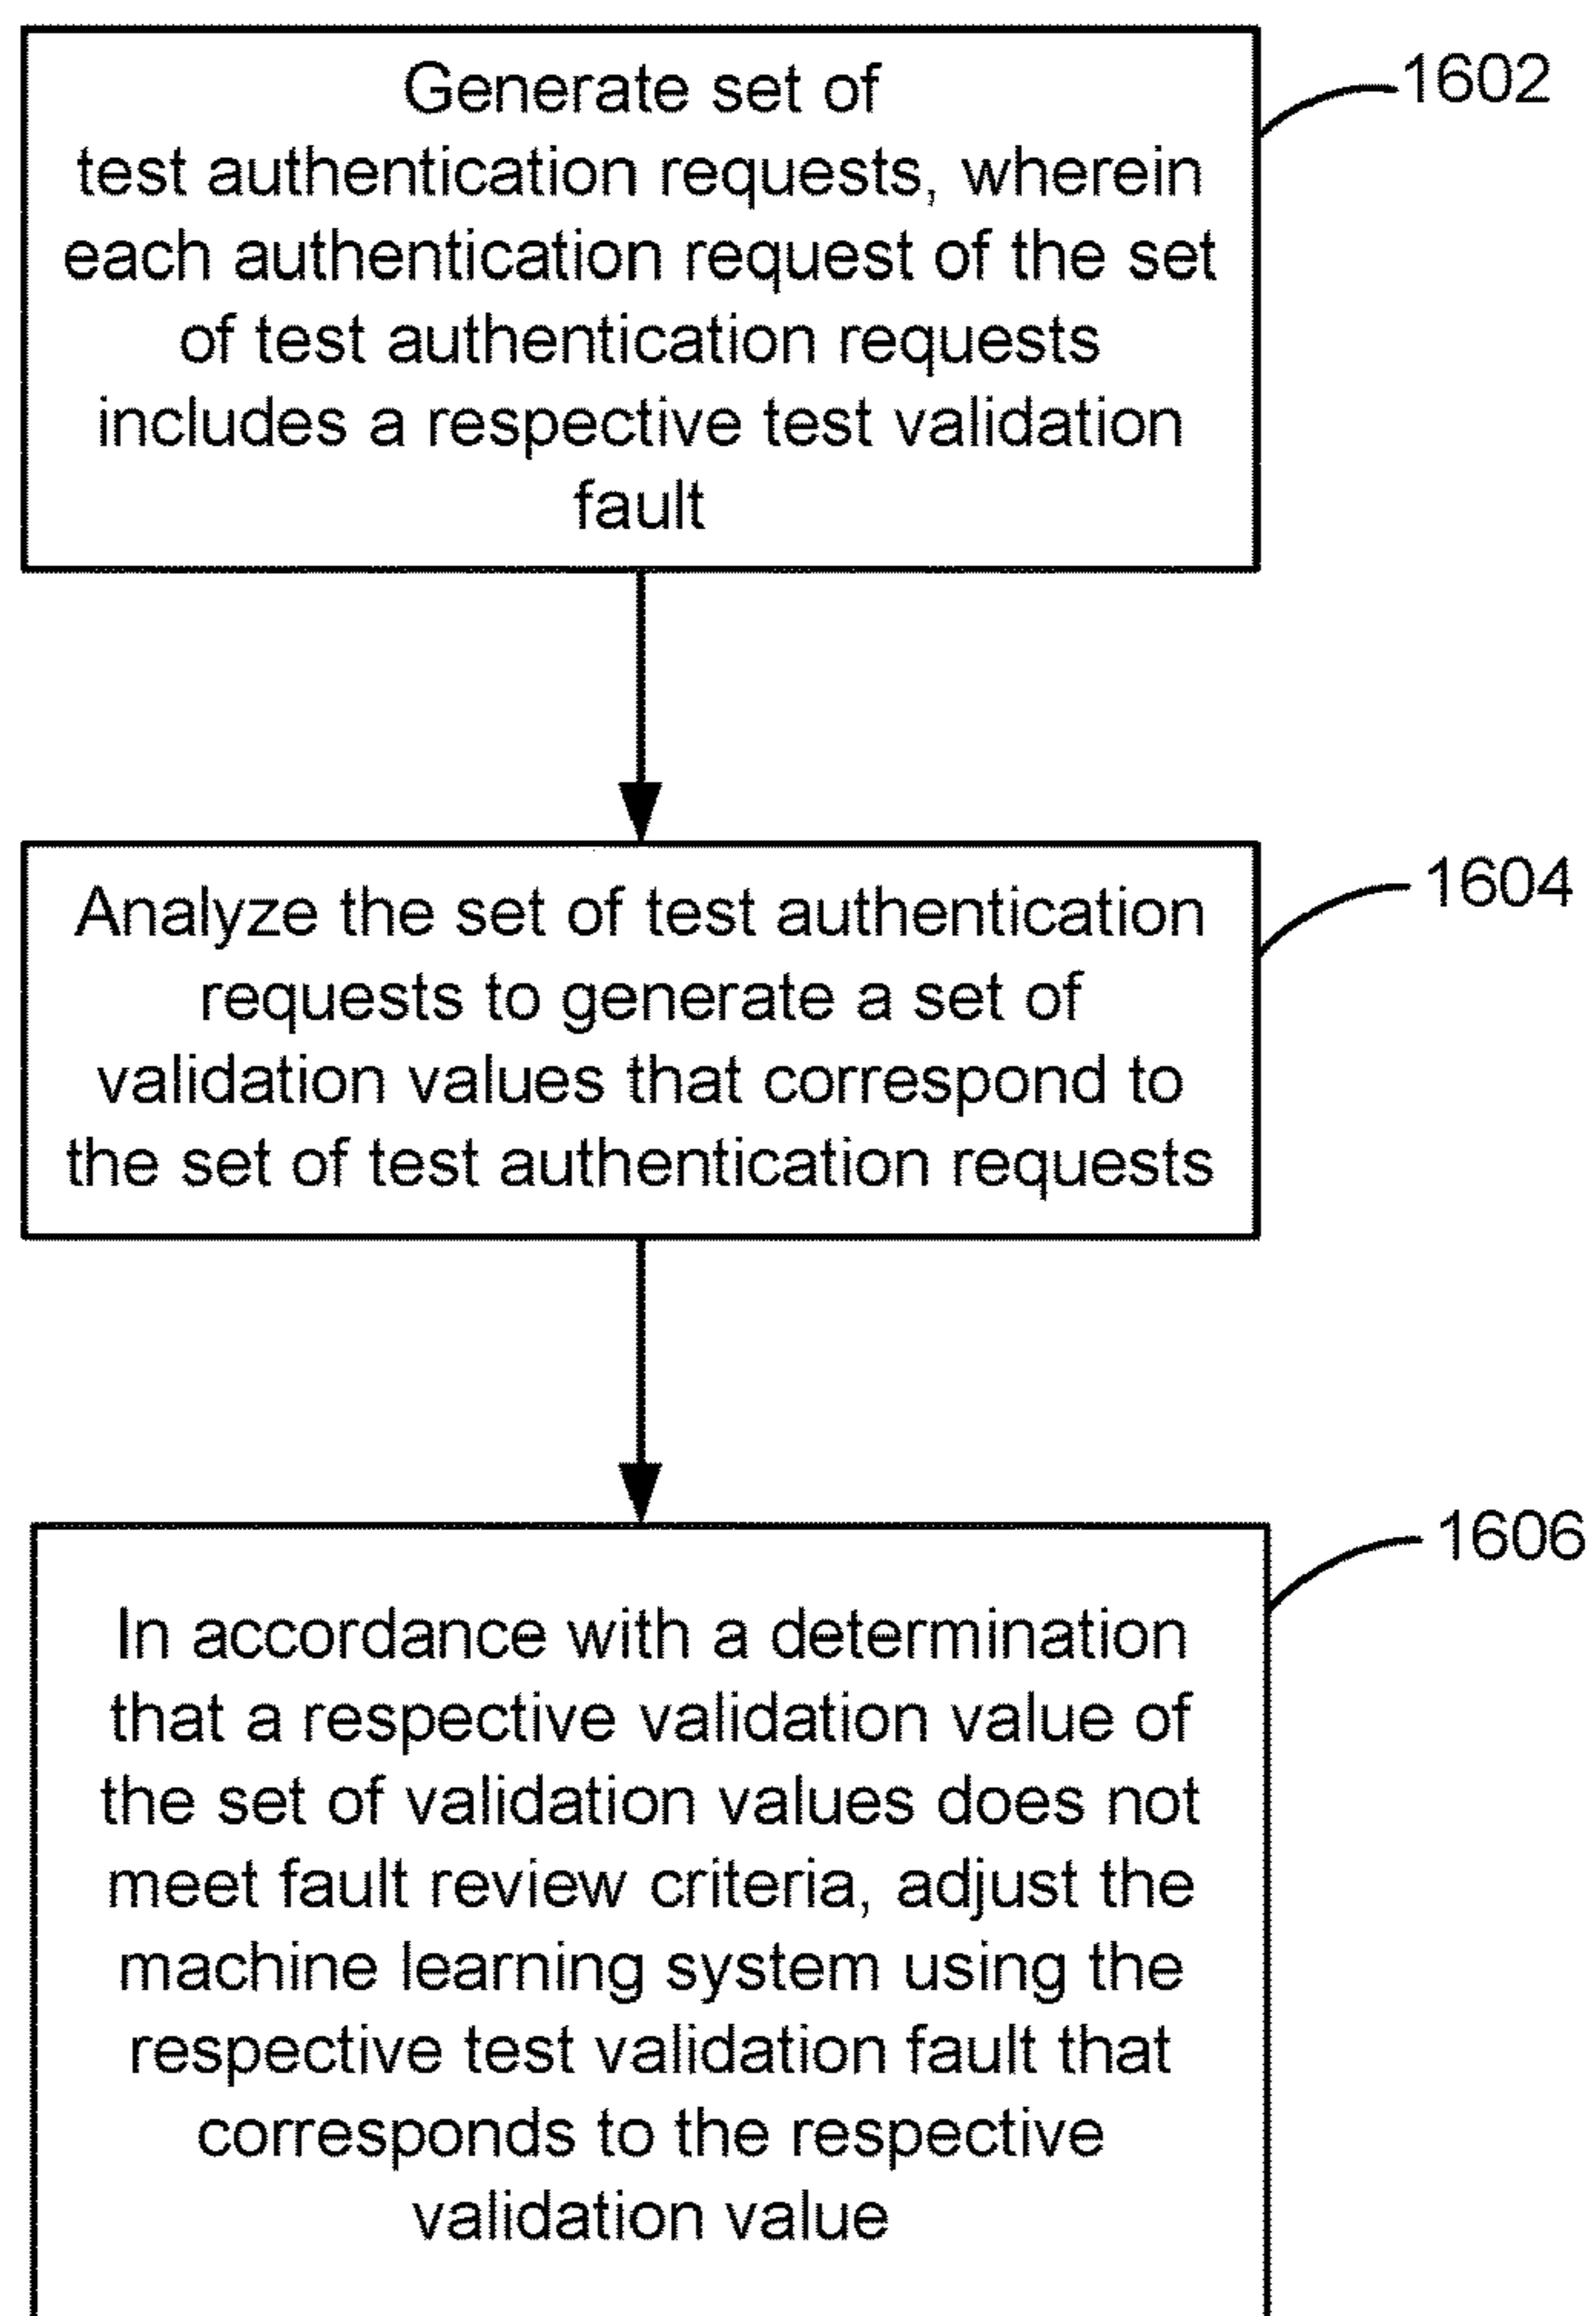 Generate set of
test authentication requests, wherein
each authentication request of the set
of test authentication requests
includes a respective test validation
fault
1602
Analyze the set of test authentication
requests to generate a set of
validation values that correspond to
the set of test authentication requests
1604
In accordance with a determination
that a respective validation value of
the set of validation values does not
meet fault review criteria, adjust the
machine learning system using the
respective test validation fault that
corresponds to the respective
validation value
1606